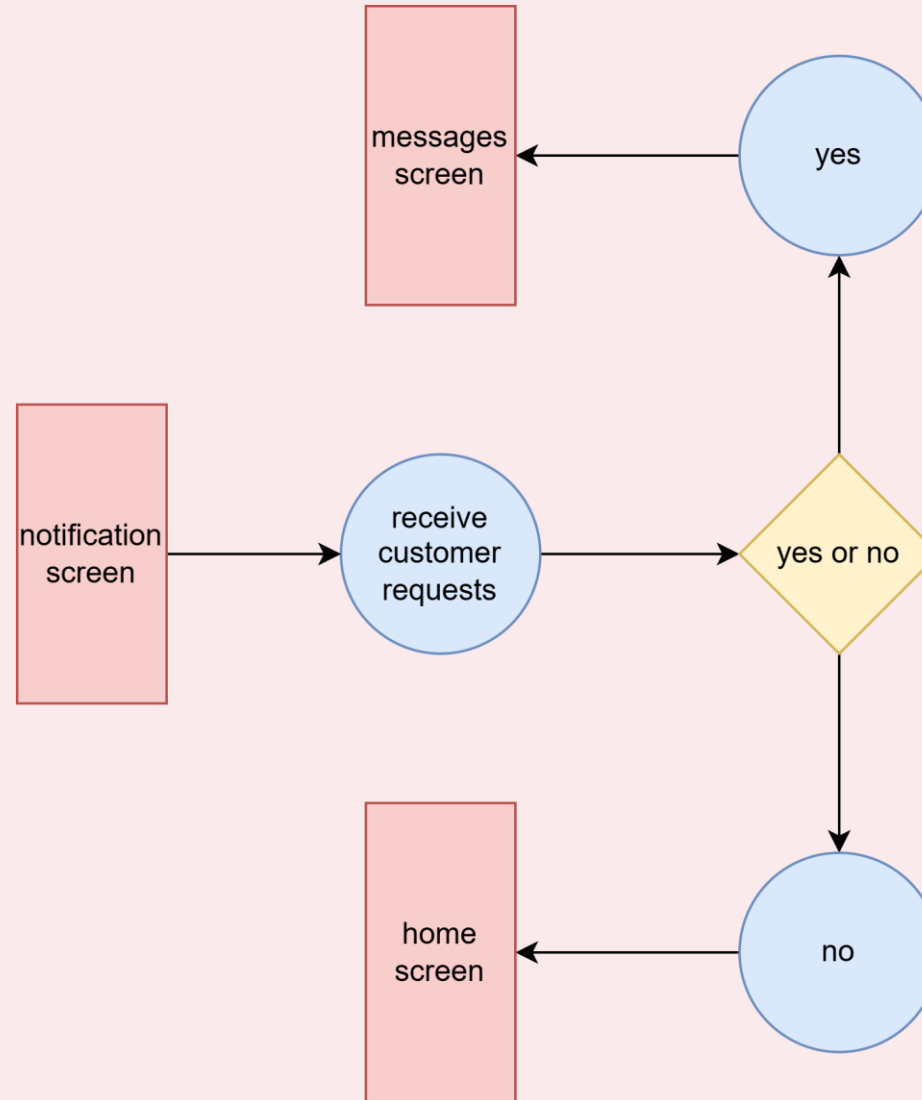 messages
screen
yes
notification
screen
receive
customer
requests
yes or no
home
screen
no